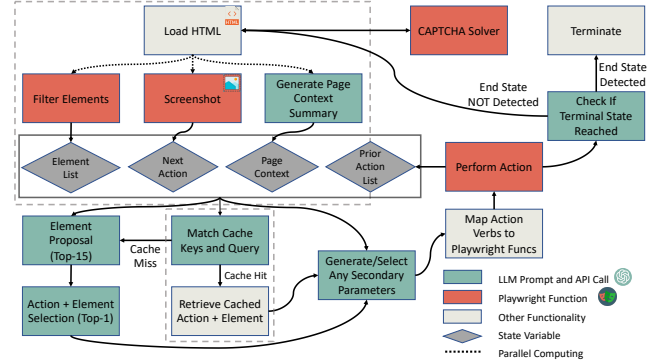 Load HTML
HTML
CAPTCHA Solver
Terminate
End State
Detected
End State
NOT Detected
Filter Elements
Screenshot
Generate Page
Context
Summary
Check If
Terminal State
Reached
Element
List
Next
Action
Page
Context
Prior
Action
List
Perform Action
Element
Proposal
(Top-15)
Cache
Miss
Match Cache
Keys and Query
Cache Hit
Generate/Select
Any Secondary
Parameters
Map Action
Verbs to
Playwright Funcs
Action + Element
Selection (Top-1)
Retrieve Cached
Action + Element
LLM Prompt and API Call
Playwright Function
Other Functionality
State Variable
Parallel Computing